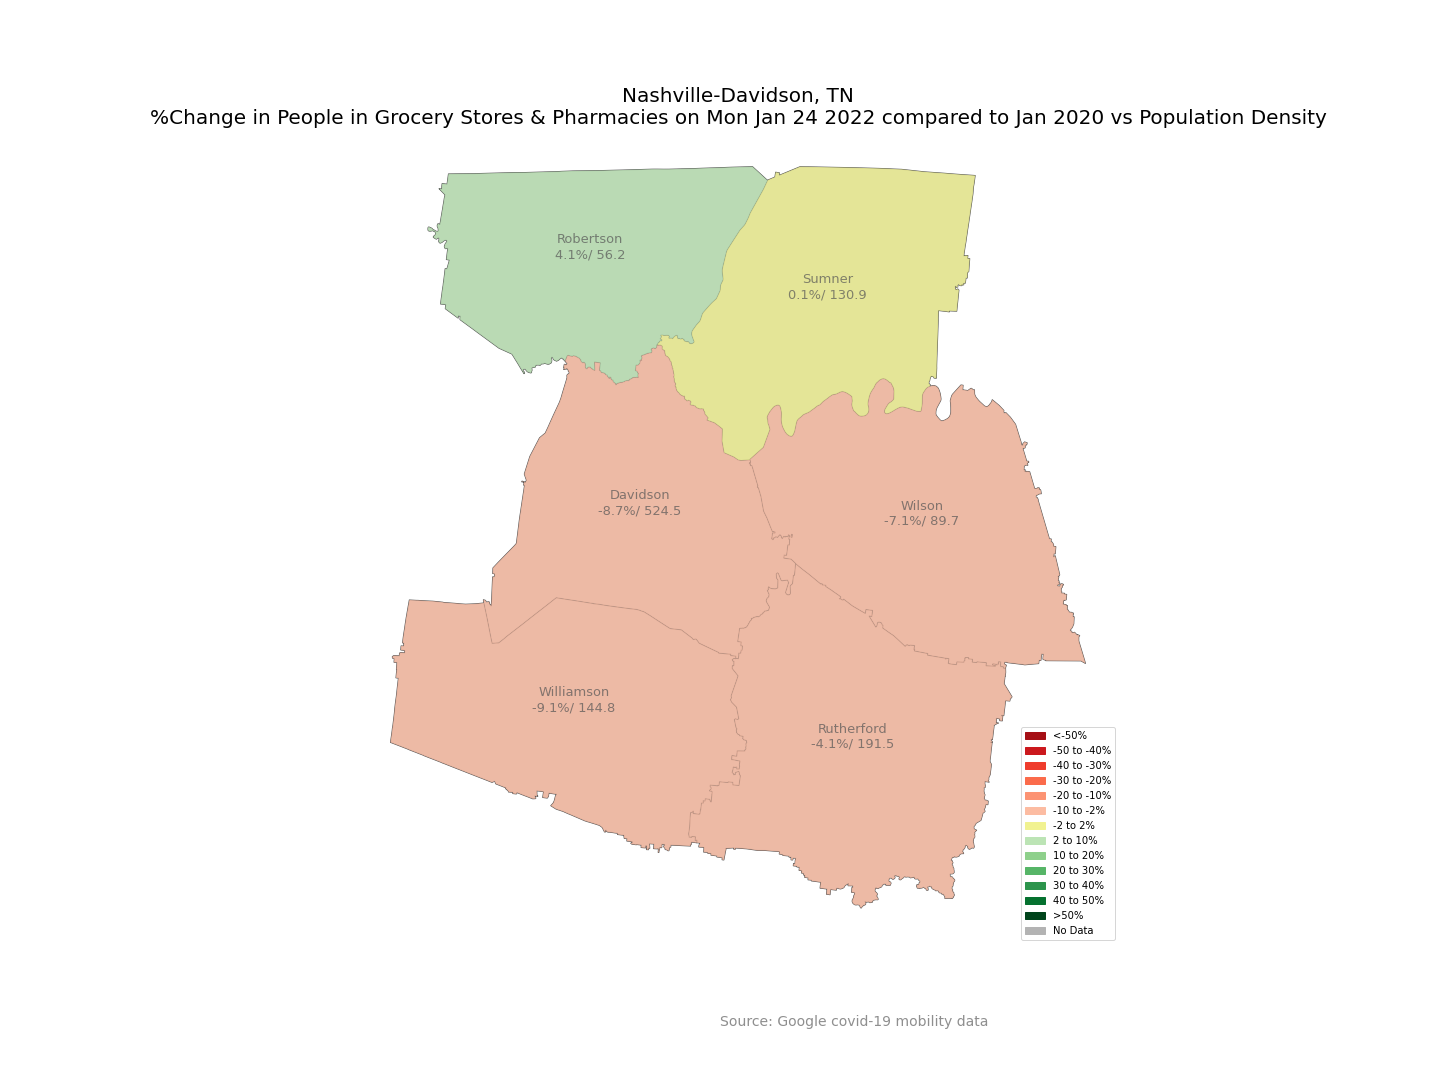 Nashville-Davidson, TN
%Change in People in Grocery Stores & Pharmacies on Mon Jan 24 2022 compared to Jan 2020 vs Population Density
Robertson
4.1%/ 56.2
Sumner
0.1%/ 130.9
Davidson
-8.7%/ 524.5
Wilson
-7.1%/ 89.7
Williamson
-9.1%/ 144.8
Rutherford
-4.1%/ 191.5
<-50%
-50 to -40%
-40 to -30%
-30 to -20%
-20 to -10%
-10 to -2%
-2 to 2%
2 to 10%
10 to 20%
20 to 30%
30 to 40%
40 to 50%
>50%
No Data
Source: Google covid-19 mobility data